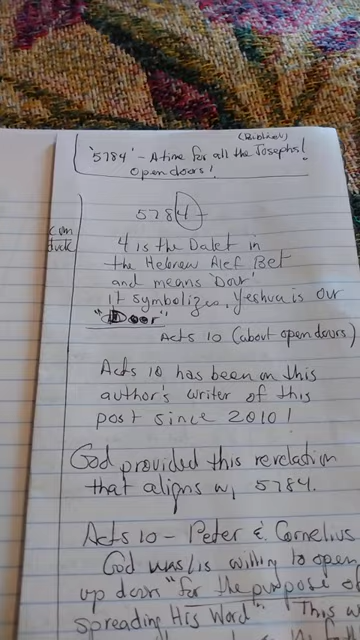 (Published)
'5784' - A time for all the Josephs!
Open doors!
5784
4 is the Dalet in
the Hebrew Alef Bet
and means 'Door'
it symbolizes, Yeshua is our
"Door"
Acts 10 (about open doors)
Acts 10 has been on this
author's writer of this
post since 2010!
God provided this revelation
that aligns w, 5784.
Acts 10 - Peter & Cornelius
God was/is willing to open
up door "for the purpose of
spreading His Word" This w